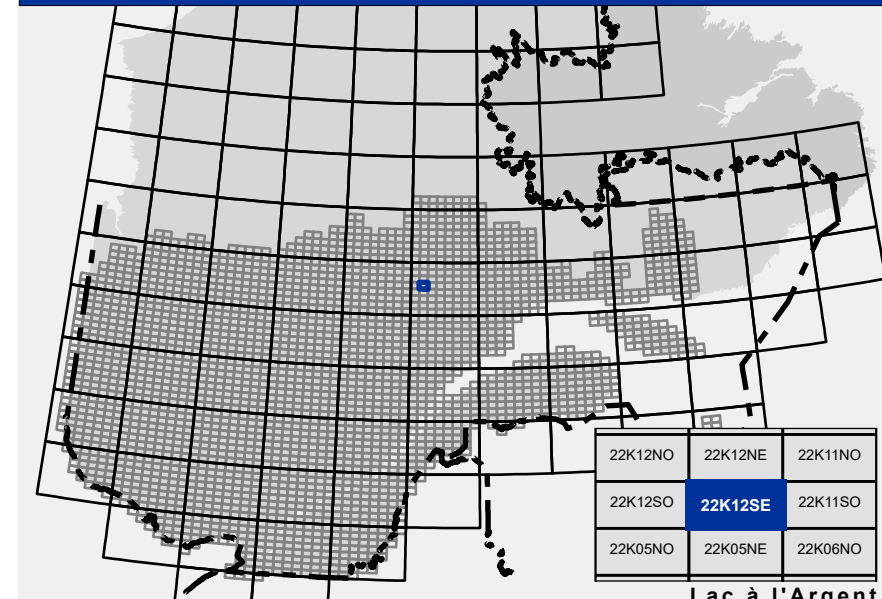 22K12NO 22K12NE 22K11NO
22K12SO 22K12SE 22K11SO
22K05NO 22K05NE 22K06NO
Lac à l'Argent